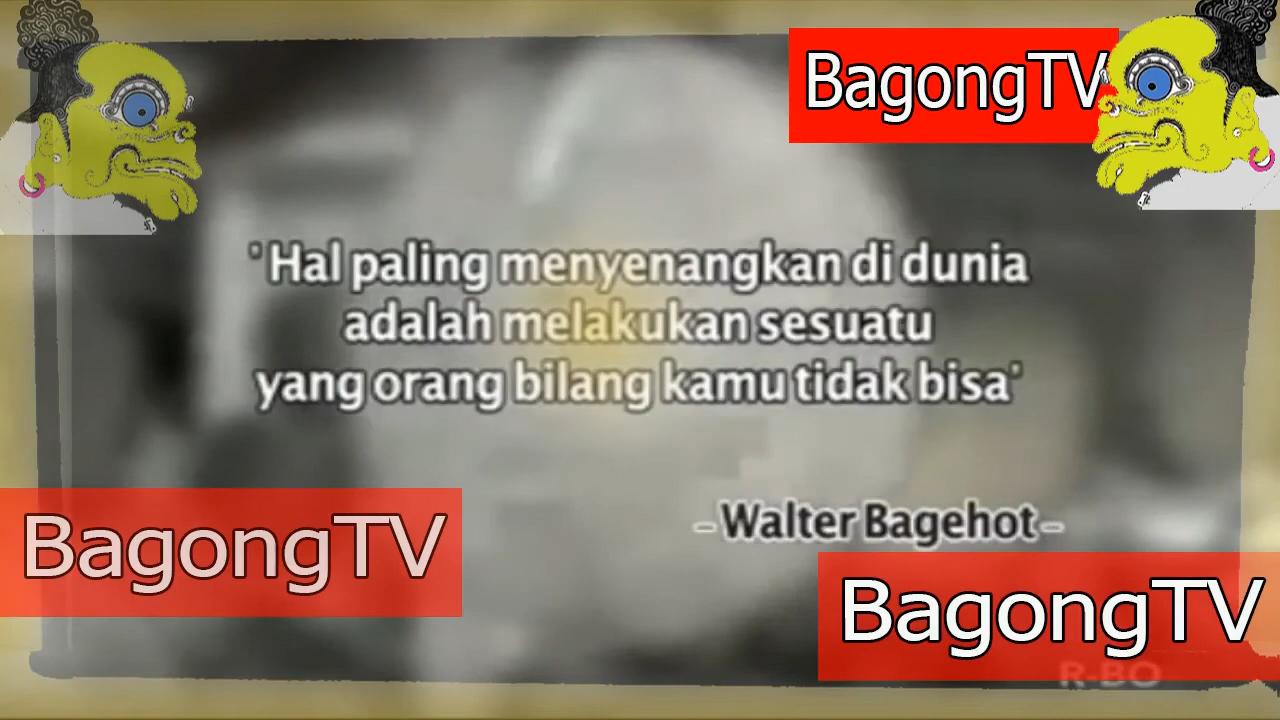 BagongTV
' Hal paling menyenangkan di dunia
adalah melakukan sesuatu
yang orang bilang kamu tidak bisa'
– Walter Bagehot –
BagongTV
BagongTV
R-BO